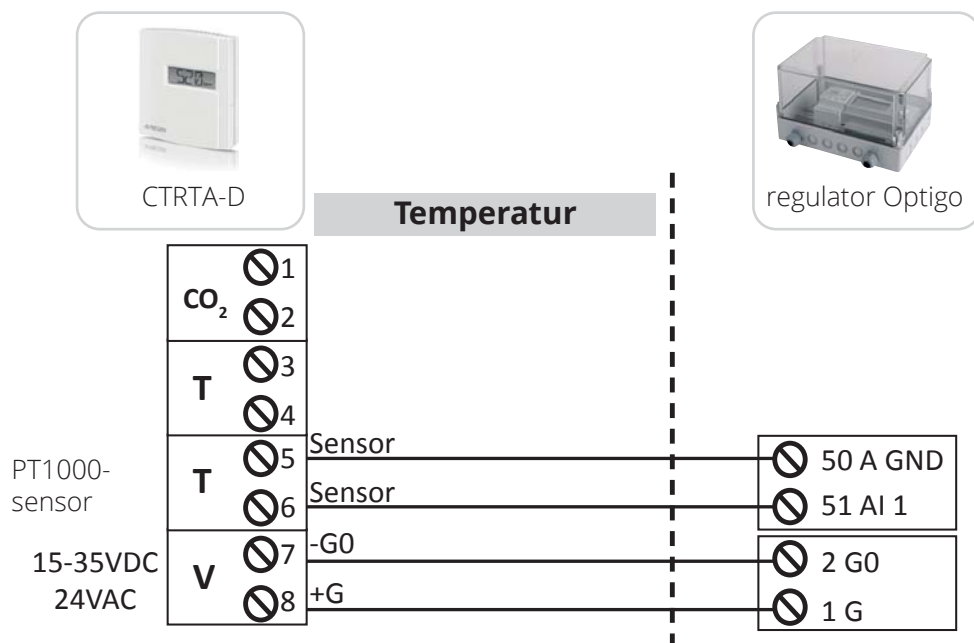 520
CTRTA-D
Temperatur
regulator Optigo
CO₂
1
2
T
3
4
PT1000-
sensor
T
5
Sensor
6
Sensor
50 A GND
51 AI 1
15-35VDC
24VAC
V
7
-G0
8
+G
2 G0
1 G